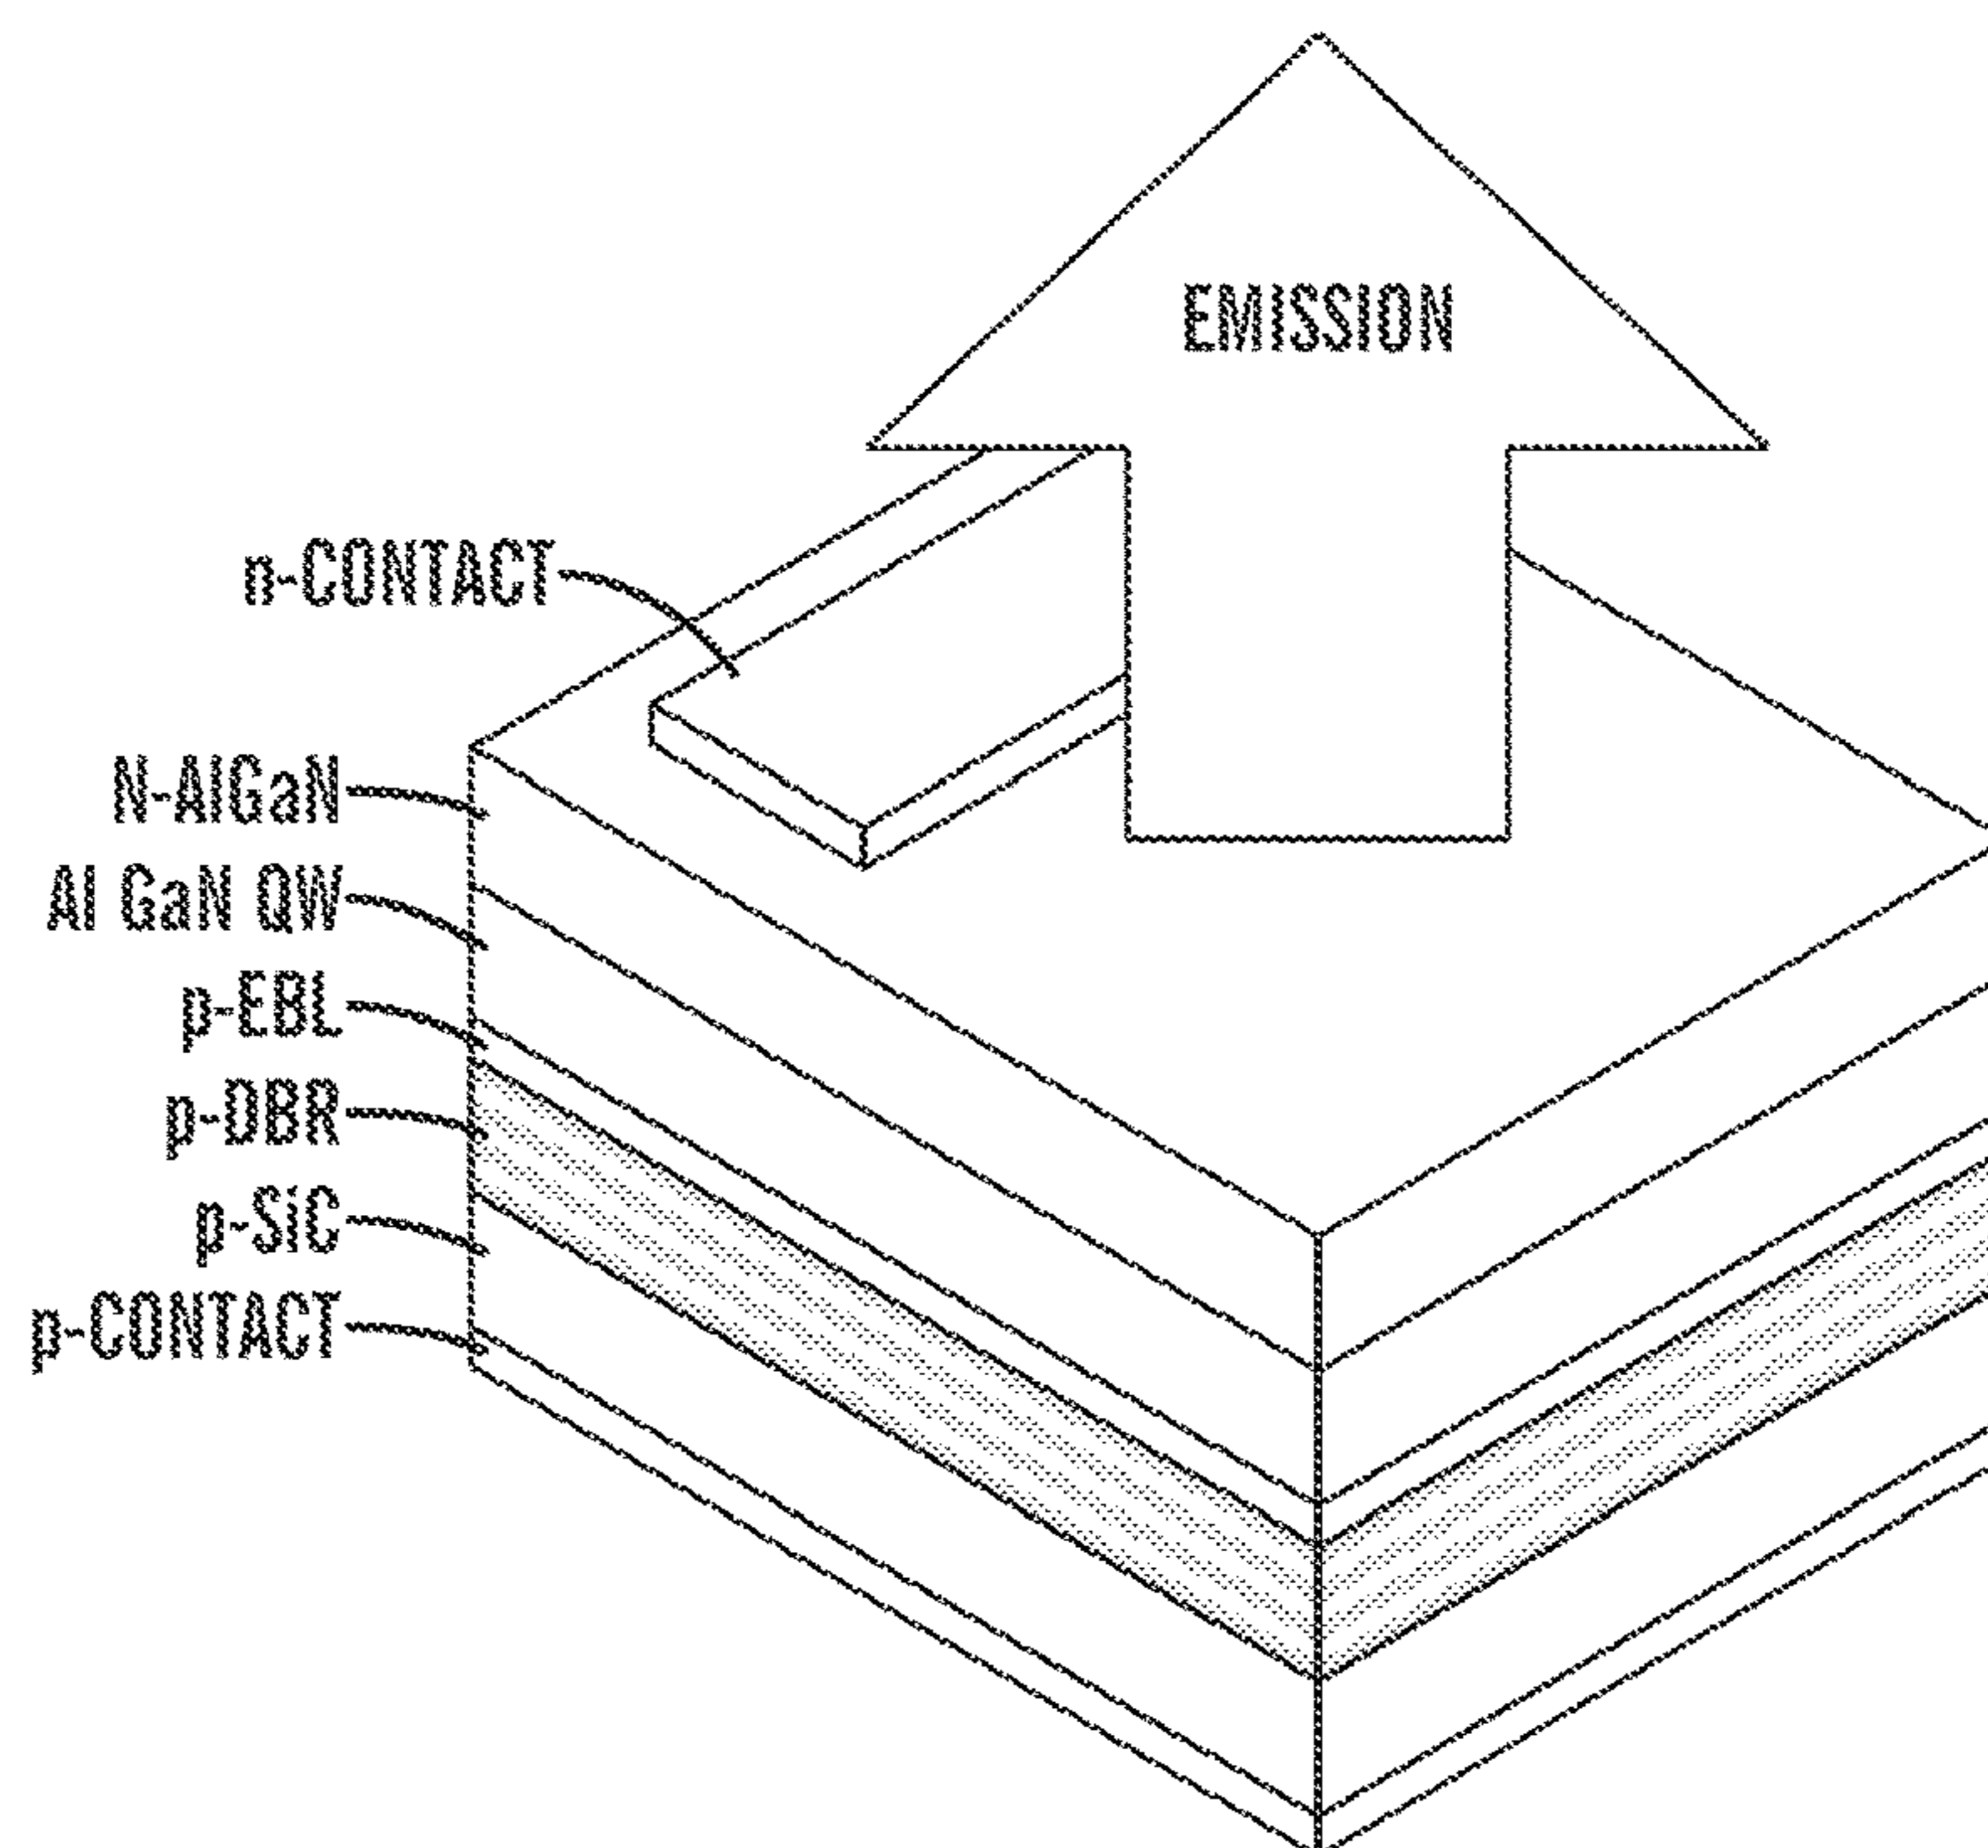 EMISSION
n-CONTACT
N-AlGaN
Al GaN QW
p-EBL
p-DBR
p-SiC
p-CONTACT